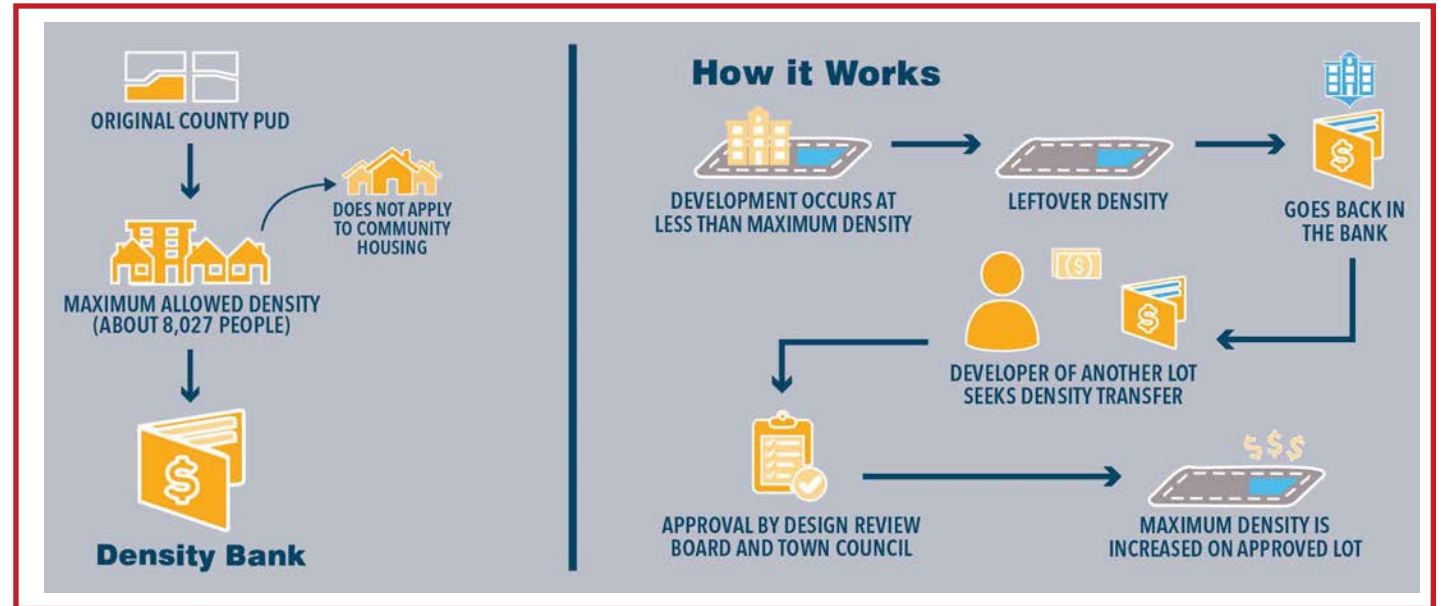 ORIGINAL COUNTY PUD
DOES NOT APPLY
TO COMMUNITY
HOUSING
MAXIMUM ALLOWED DENSITY
(ABOUT 8,027 PEOPLE)
$
Density Bank
How it Works
DEVELOPMENT OCCURS AT
LESS THAN MAXIMUM DENSITY
LEFTOVER DENSITY
$
GOES BACK IN
THE BANK
($)
$
DEVELOPER OF ANOTHER LOT
SEEKS DENSITY TRANSFER
APPROVAL BY DESIGN REVIEW
BOARD AND TOWN COUNCIL
$$$
MAXIMUM DENSITY IS
INCREASED ON APPROVED LOT